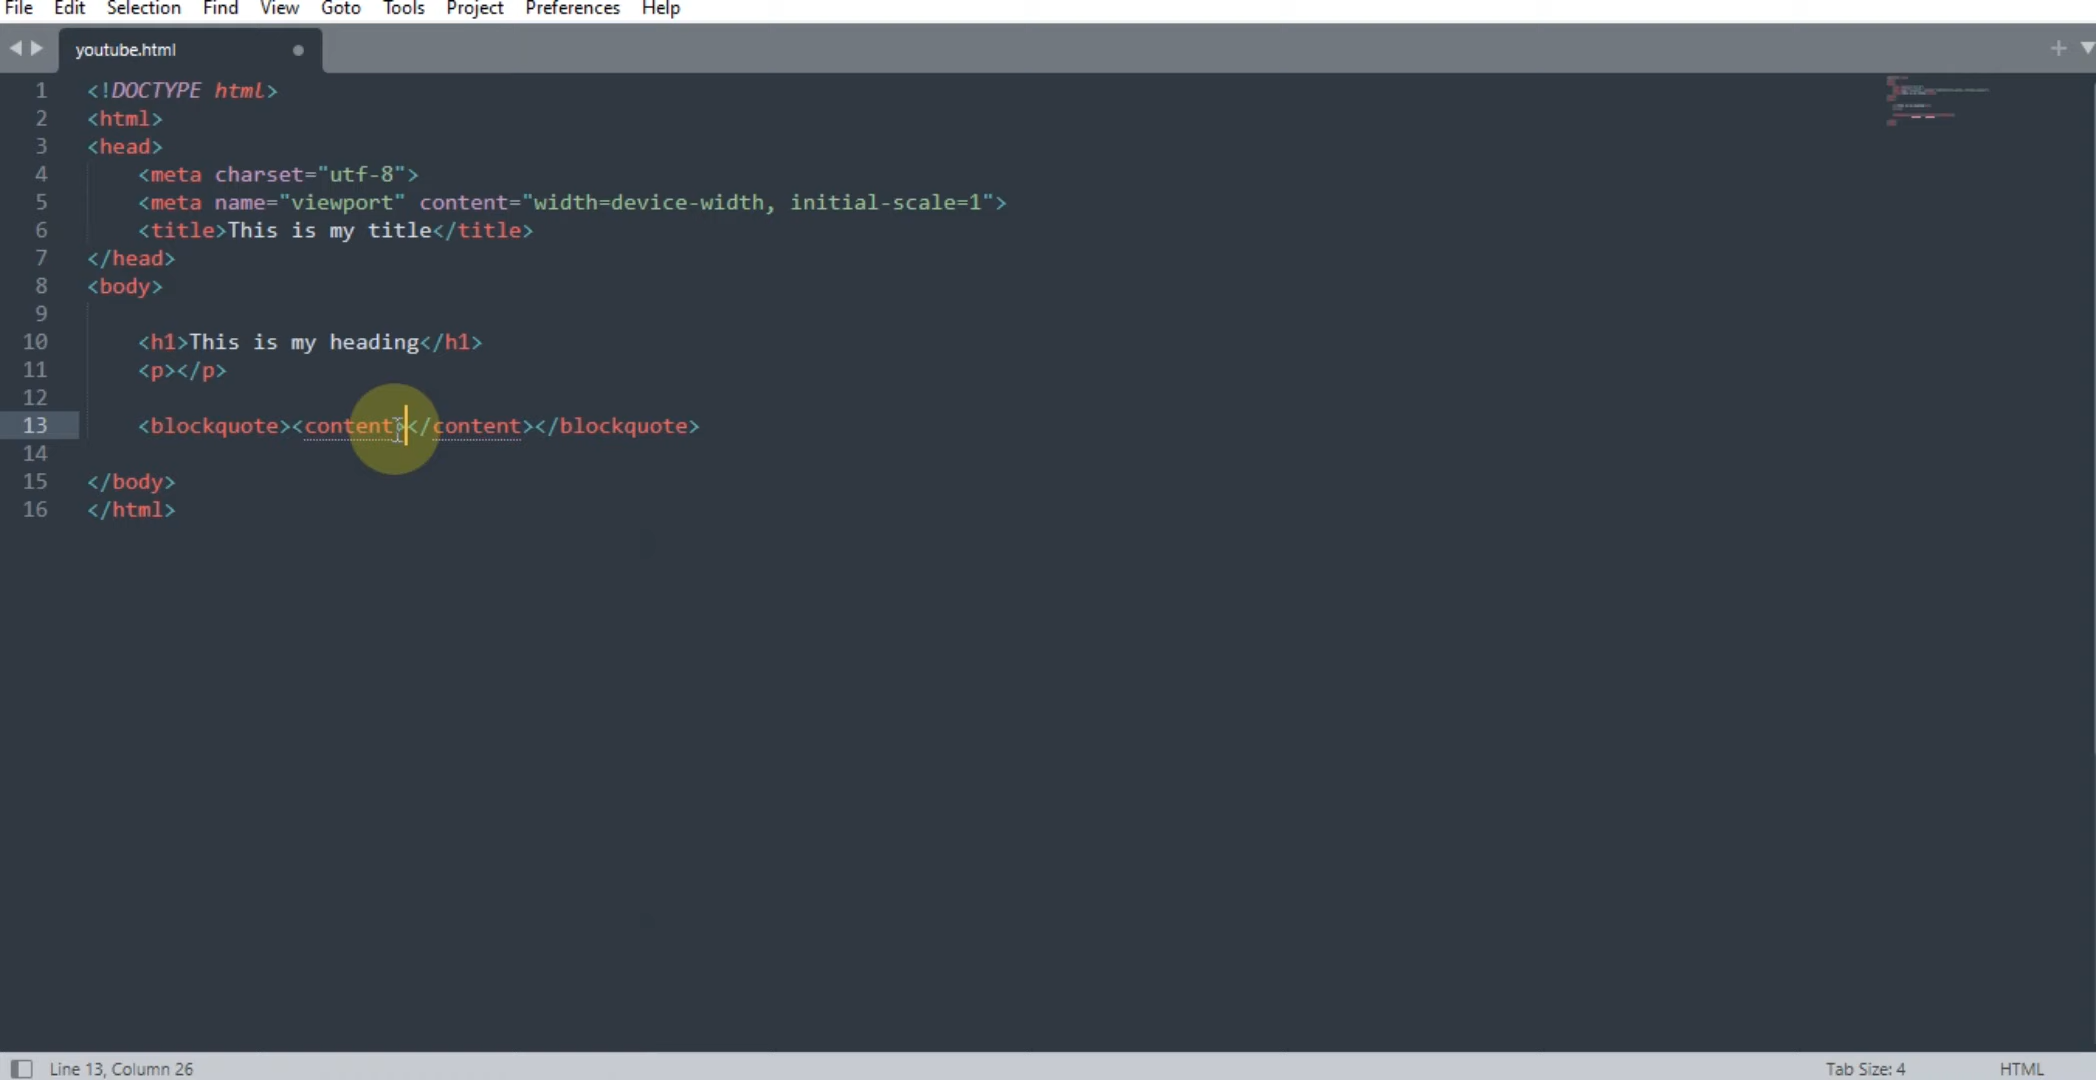 File Edit Selection Find View Goto Tools Project Preferences Help
youtube.html
1 <!DOCTYPE html>
2 <html>
3 <head>
4 <meta charset="utf-8">
5 <meta name="viewport" content="width=device-width, initial-scale=1">
6 <title>This is my title</title>
7 </head>
8 <body>
9
10 <h1>This is my heading</h1>
11 <p></p>
12
13 <blockquote><content></content></blockquote>
14
15 </body>
16 </html>
Line 13, Column 26 Tab Size: 4 HTML